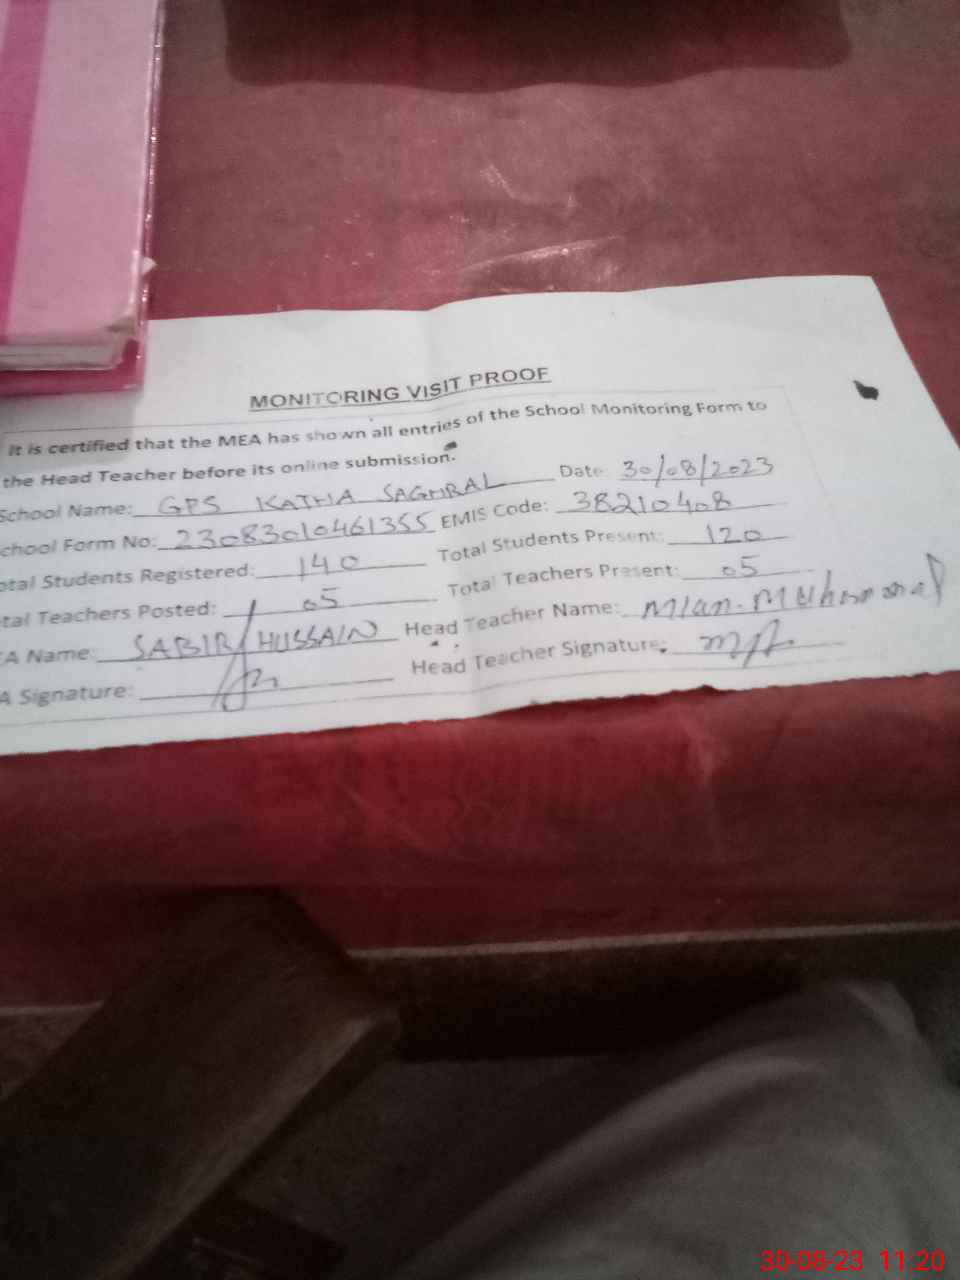 MONITORING VISIT PROOF
It is certified that the MEA has shown all entries of the School Monitoring Form to
the Head Teacher before its online submission.
School Name: GPS KATHA SAGHRAL Date 30/08/2023
chool Form No: 23083010461355 EMIS Code: 38210408
otal Students Registered: 140 Total Students Present: 120
tal Teachers Posted: 05 Total Teachers Present: 05
EA Name: SABIR HUSSAIN Head Teacher Name: Mian Muhammad
A Signature: Head Teacher Signature:
30-08-23 11:20